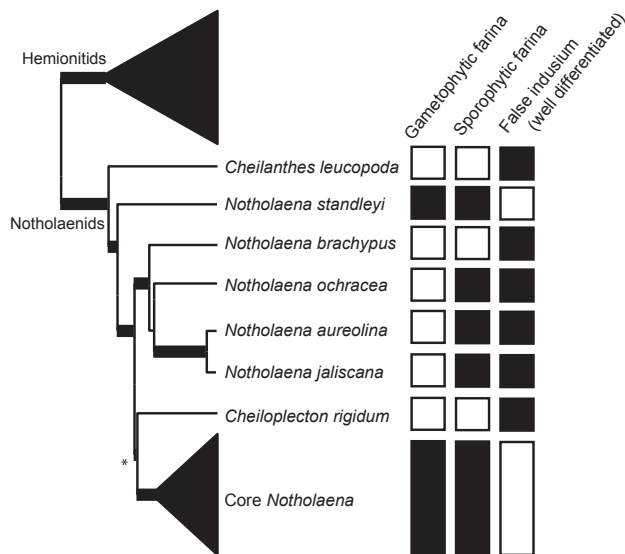 Gametophytic farina
Sporophytic farina
False indusium
(well differentiated)
Hemionitids
Cheilanthes leucopoda
Notholaena standleyi
Notholaenids
Notholaena brachypus
Notholaena ochracea
Notholaena aureolina
Notholaena jaliscana
Cheiloplecton rigidum
*
Core Notholaena